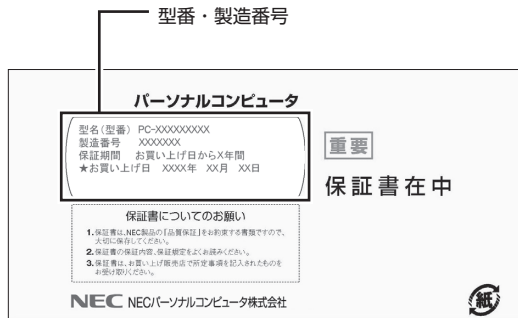 型番・製造番号
パーソナルコンピュータ
型名(型番) PC-XXXXXXXXX
製造番号 XXXXXXX
保証期間 お買い上げ日からX年間
★お買い上げ日 XXXX年 XX月 XX日
重要
保証書在中
保証書についてのお願い
1.保証書は、NEC製品の『品質保証』をお約束する書類ですので、
大切に保存してください。
2.保証書の保証内容、保証規定をよくお読みください。
3.保証書は、お買い上げ販売店で所定事項を記入されたものを
お受け取りください。
NEC NECパーソナルコンピュータ株式会社
紙